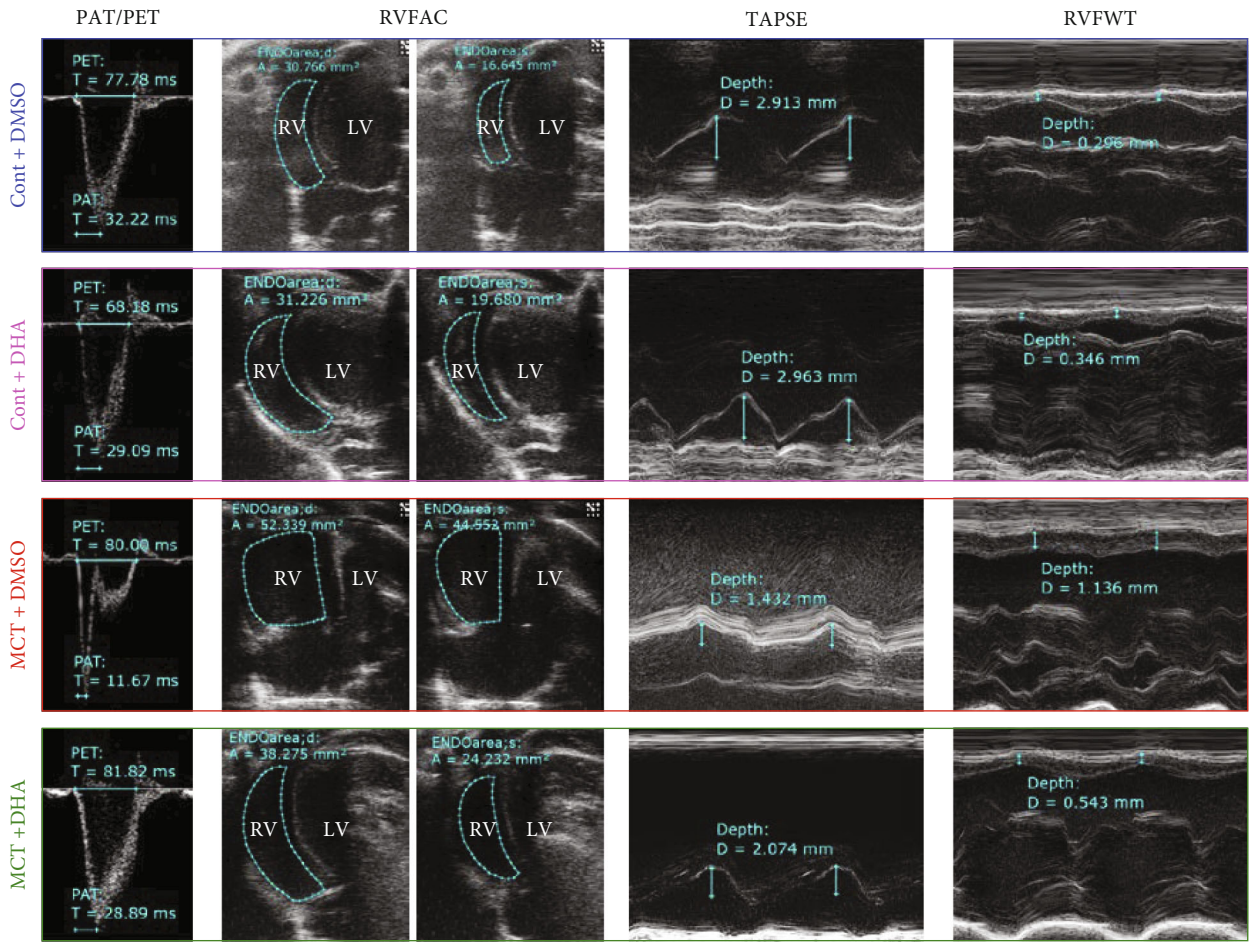 PAT/PET RVFAC TAPSE RVFWT
Cont + DMSO
PET:
T = 77.78 ms
PAT:
T = 32.22 ms
ENDOarea;d:
A = 30.766 mm²
RV LV
ENDOarea;s:
A = 16.645 mm²
RV LV
Depth:
D = 2.913 mm
Depth:
D = 0.296 mm
Cont + DHA
PET:
T = 68.18 ms
PAT:
T = 29.09 ms
ENDOarea;d:
A = 31.226 mm²
RV LV
ENDOarea;s:
A = 19.680 mm²
RV LV
Depth:
D = 2.963 mm
Depth:
D = 0.346 mm
MCT + DMSO
PET:
T = 80.00 ms
PAT:
T = 11.67 ms
ENDOarea;d:
A = 52.339 mm²
RV LV
ENDOarea;s:
A = 44.552 mm²
RV LV
Depth:
D = 1.432 mm
Depth:
D = 1.136 mm
MCT +DHA
PET:
T = 81.82 ms
PAT:
T = 28.89 ms
ENDOarea;d:
A = 38.275 mm²
RV LV
ENDOarea;s:
A = 24.232 mm²
RV LV
Depth:
D = 2.074 mm
Depth:
D = 0.543 mm